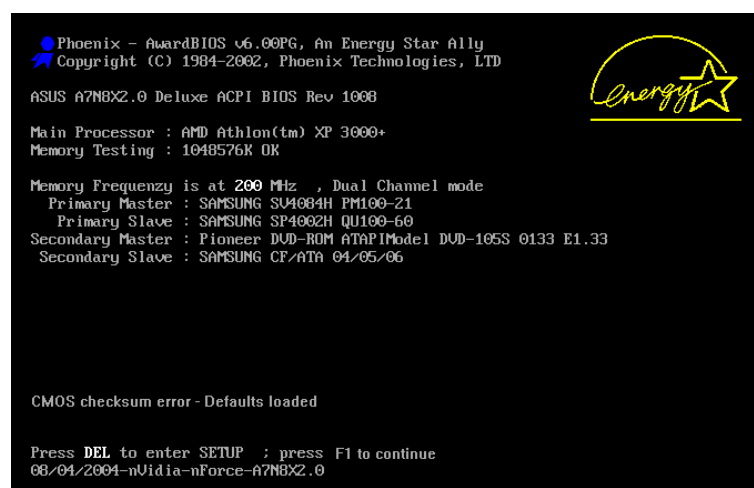 Phoenix - AwardBIOS v6.00PG, An Energy Star Ally
Copyright (C) 1984-2002, Phoenix Technologies, LTD
energy
ASUS A7N8X2.0 Deluxe ACPI BIOS Rev 1008
Main Processor : AMD Athlon(tm) XP 3000+
Memory Testing : 1048576K OK
Memory Frequenzy is at 200 MHz , Dual Channel mode
Primary Master : SAMSUNG SV4084H PM100-21
Primary Slave : SAMSUNG SP4002H QU100-60
Secondary Master : Pioneer DVD-ROM ATAPIModel DVD-105S 0133 E1.33
Secondary Slave : SAMSUNG CF/ATA 04/05/06
CMOS checksum error - Defaults loaded
Press DEL to enter SETUP ; press F1 to continue
08/04/2004-nVidia-nForce-A7N8X2.0